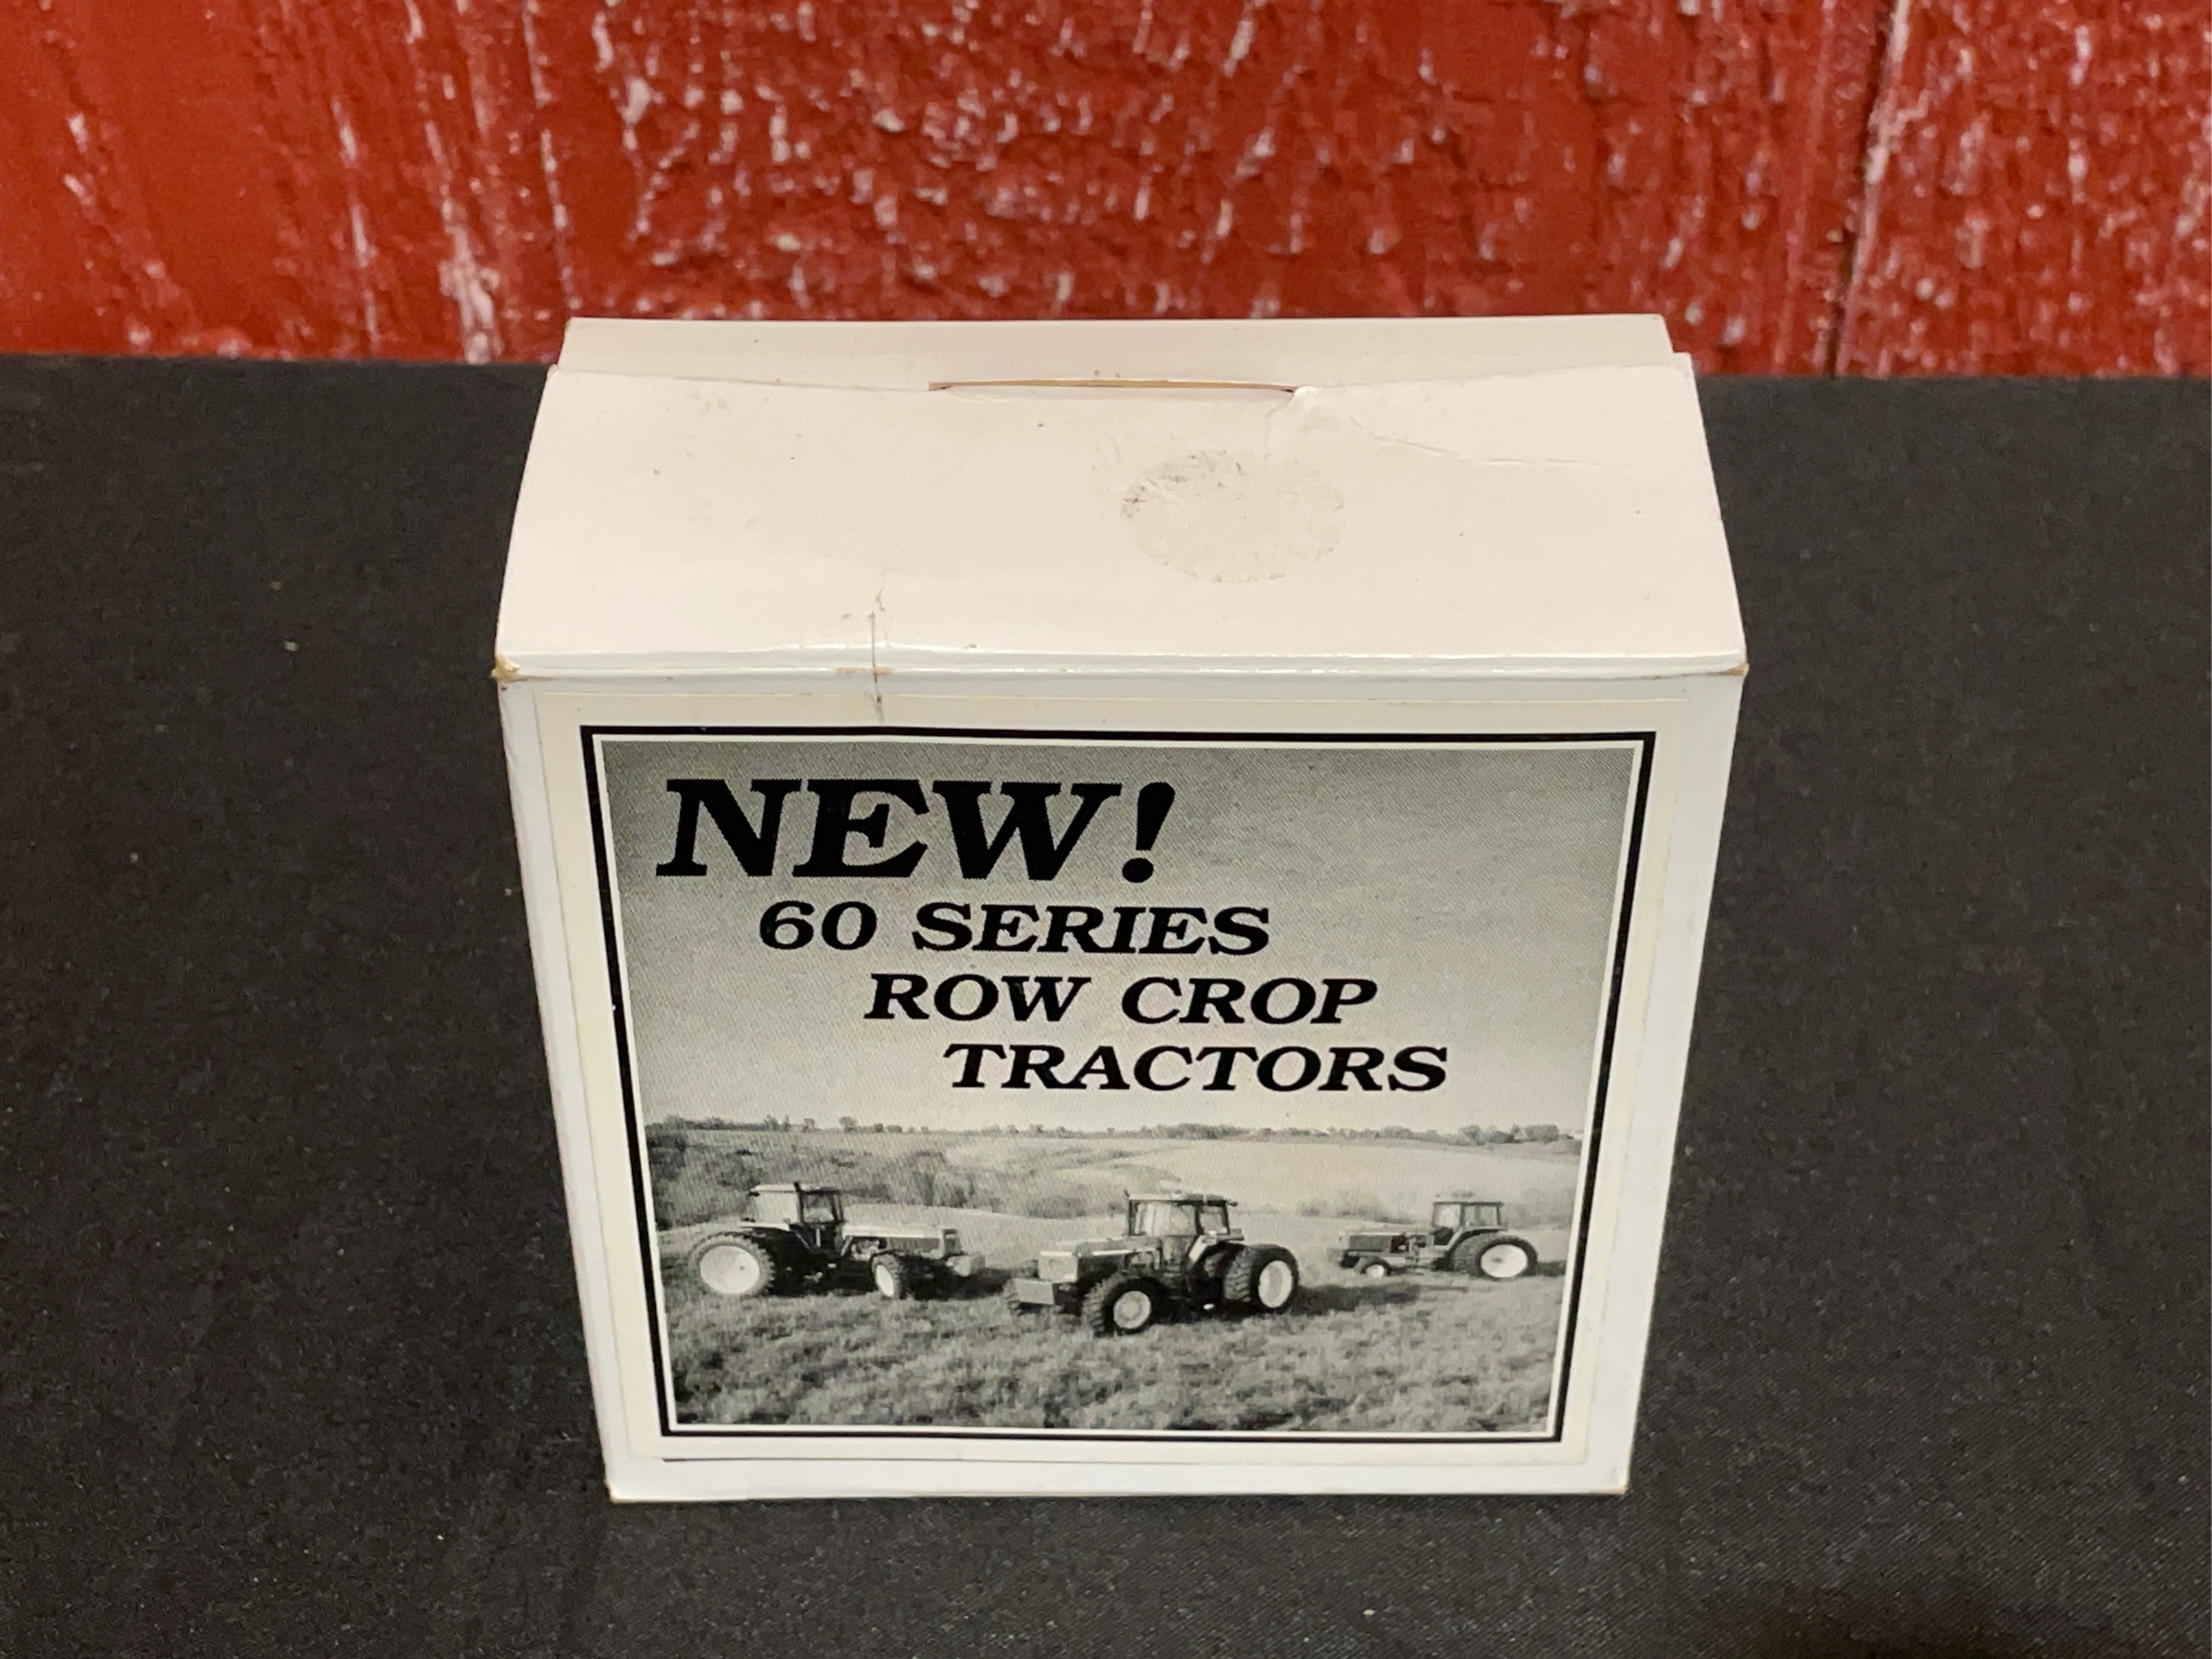 NEW!
60 SERIES
ROW CROP
TRACTORS